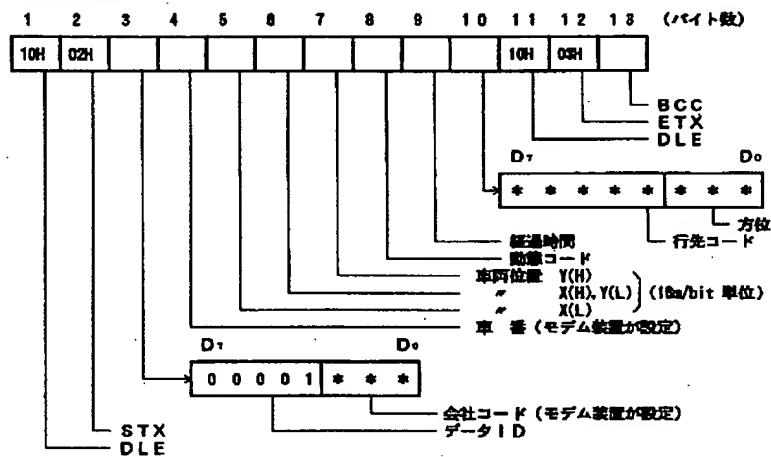 1 2 3 4 5 6 7 8 9 10 11 12 13 (バイト数)
10H 02H 10H 03H
BCC
ETX
DLE
D7 D0
* * * * * * * *
方位
経過時間 行先コード
動態コード
車両位置 Y(H)
〃 X(H),Y(L) (16m/bit 単位)
〃 X(L)
車 番 (モデム装置が設定)
D7 D0
0 0 0 0 1 * * *
会社コード (モデム装置が設定)
STX データID
DLE